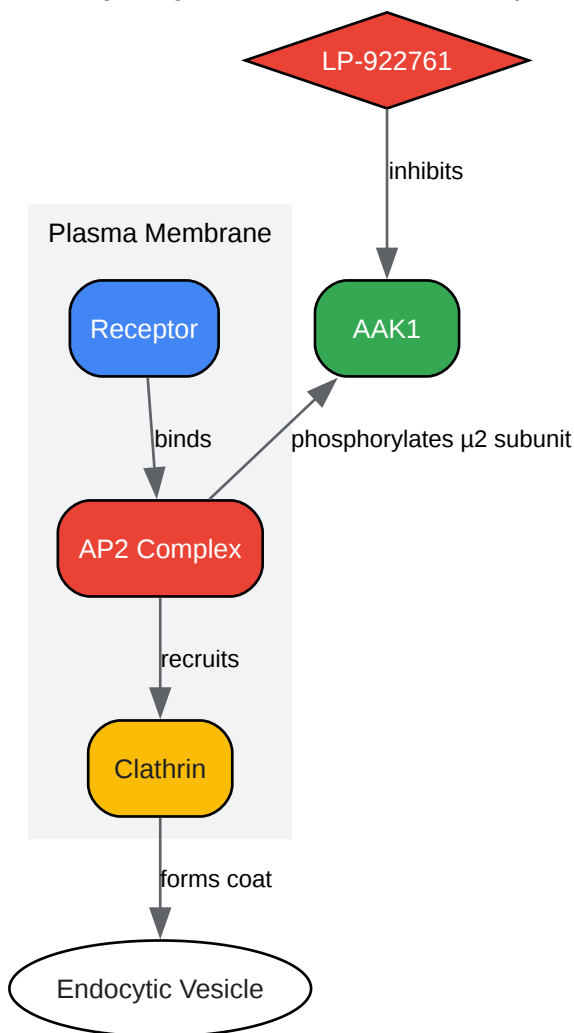 LP-922761
inhibits
Plasma Membrane
Receptor
AAK1
binds
phosphorylates µ2 subunit
AP2 Complex
recruits
Clathrin
forms coat
Endocytic Vesicle